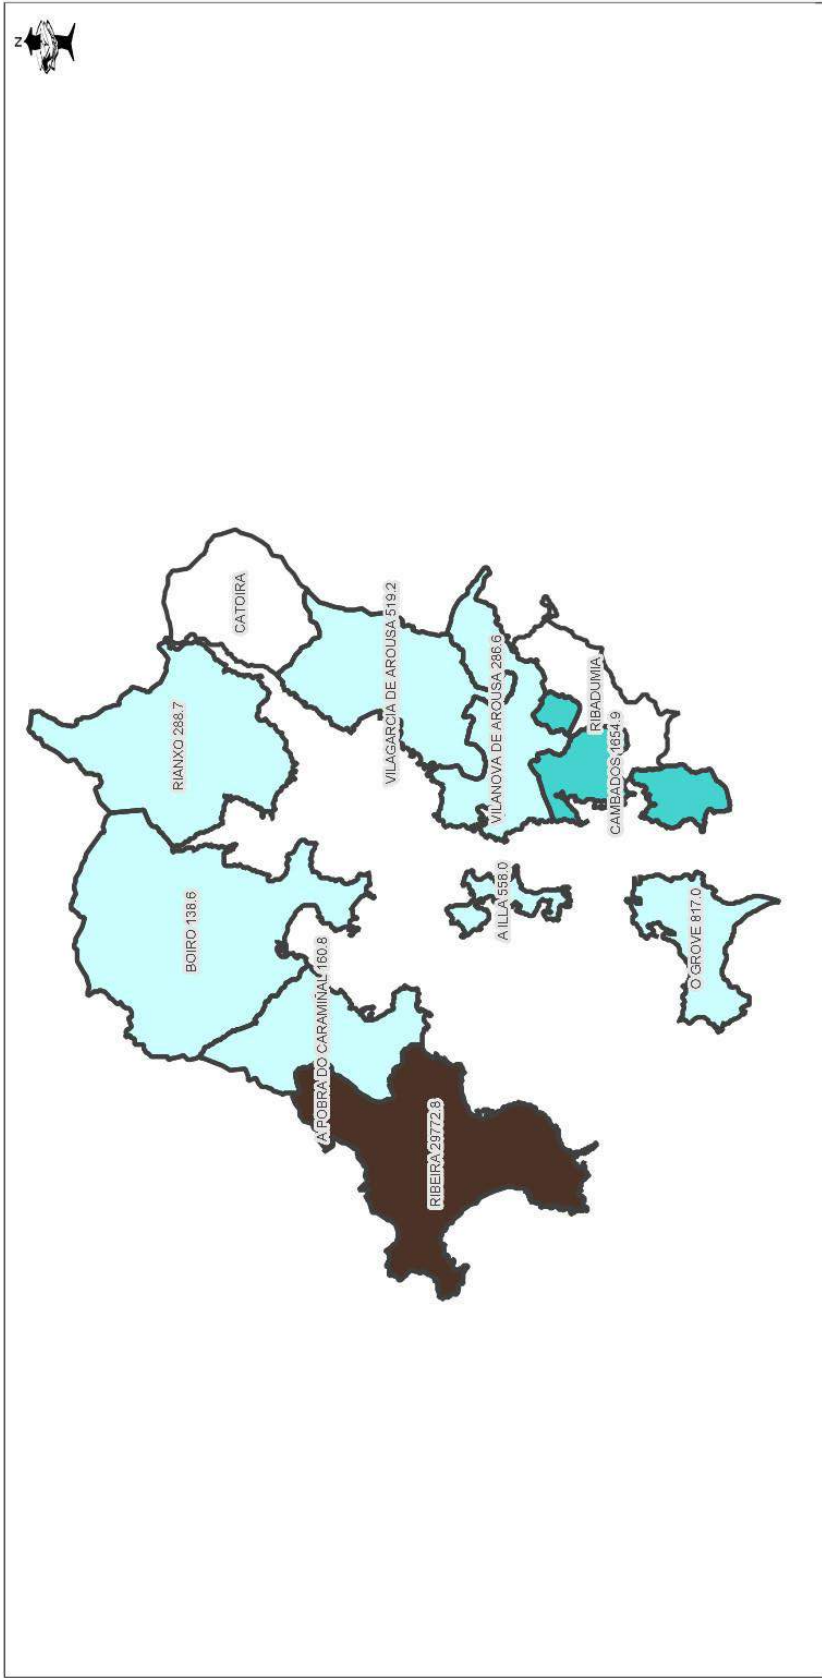 N
CATOIRA
RIANXO 288.7
VILAGARCIA DE AROUSA 519.2
BOIRO 138.6
VILANOVA DE AROUSA 286.6
RIBADUMIA
CAMBADOS 1654.9
A ILLA 558.0
A POBRA DO CARAMIÑAL 160.8
O GROVE 817.0
RIBEIRA 29772.8